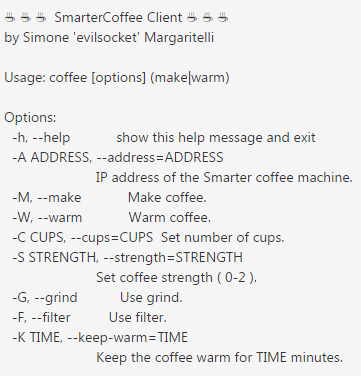 ☕ ☕ ☕ SmarterCoffee Client ☕ ☕ ☕
by Simone 'evilsocket' Margaritelli

Usage: coffee [options] (make|warm)

Options:
-h, --help show this help message and exit
-A ADDRESS, --address=ADDRESS
IP address of the Smarter coffee machine.
-M, --make Make coffee.
-W, --warm Warm coffee.
-C CUPS, --cups=CUPS Set number of cups.
-S STRENGTH, --strength=STRENGTH
Set coffee strength ( 0-2 ).
-G, --grind Use grind.
-F, --filter Use filter.
-K TIME, --keep-warm=TIME
Keep the coffee warm for TIME minutes.